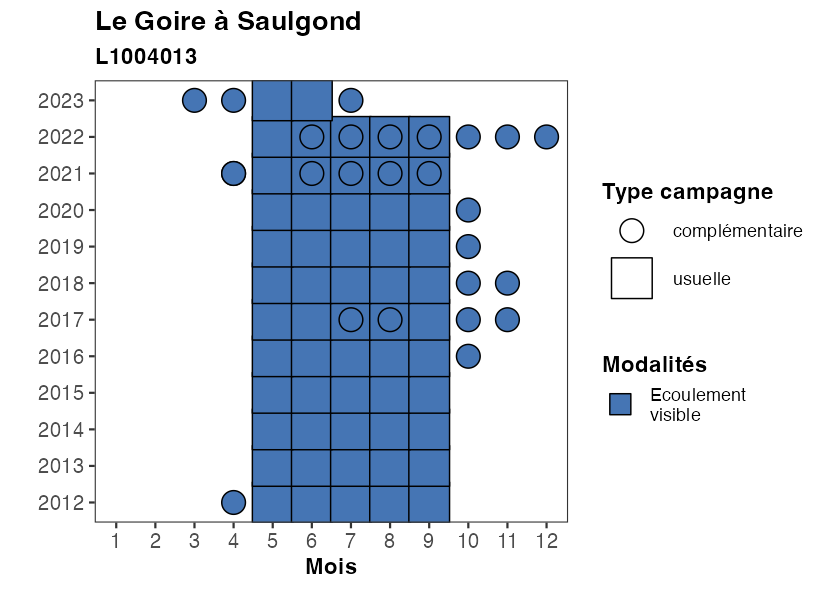 Le Goire à Saulgond
L1004013
2023
2022
2021
2020
2019
2018
2017
2016
2015
2014
2013
2012
1 2 3 4 5 6 7 8 9 10 11 12
Mois
Type campagne
complémentaire
usuelle
Modalités
Ecoulement
visible